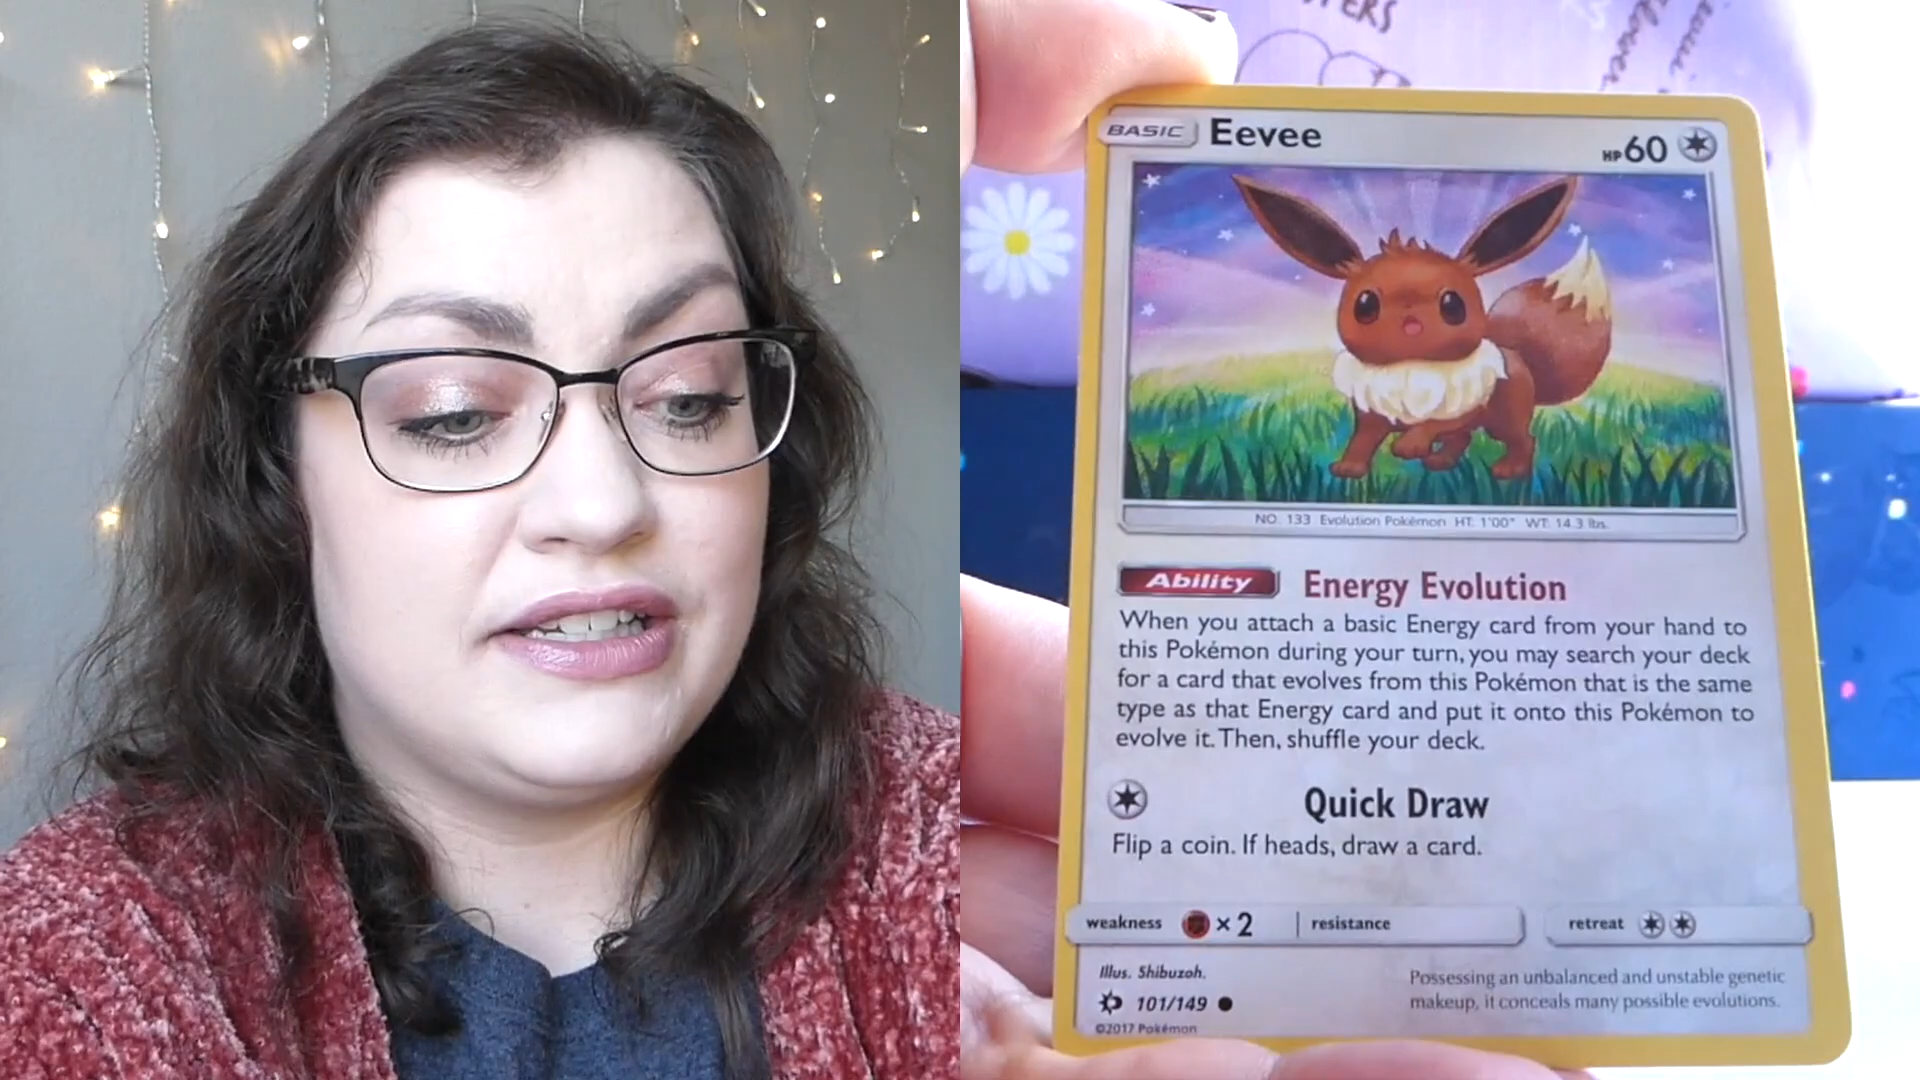 BASIC Eevee HP60
NO. 133 Evolution Pokémon HT: 1'00" WT: 14.3 lbs.
Ability Energy Evolution
When you attach a basic Energy card from your hand to
this Pokémon during your turn, you may search your deck
for a card that evolves from this Pokémon that is the same
type as that Energy card and put it onto this Pokémon to
evolve it. Then, shuffle your deck.
Quick Draw
Flip a coin. If heads, draw a card.
weakness × 2 resistance retreat
Illus. Shibuzoh.
101/149
©2017 Pokémon
Possessing an unbalanced and unstable genetic
makeup, it conceals many possible evolutions.